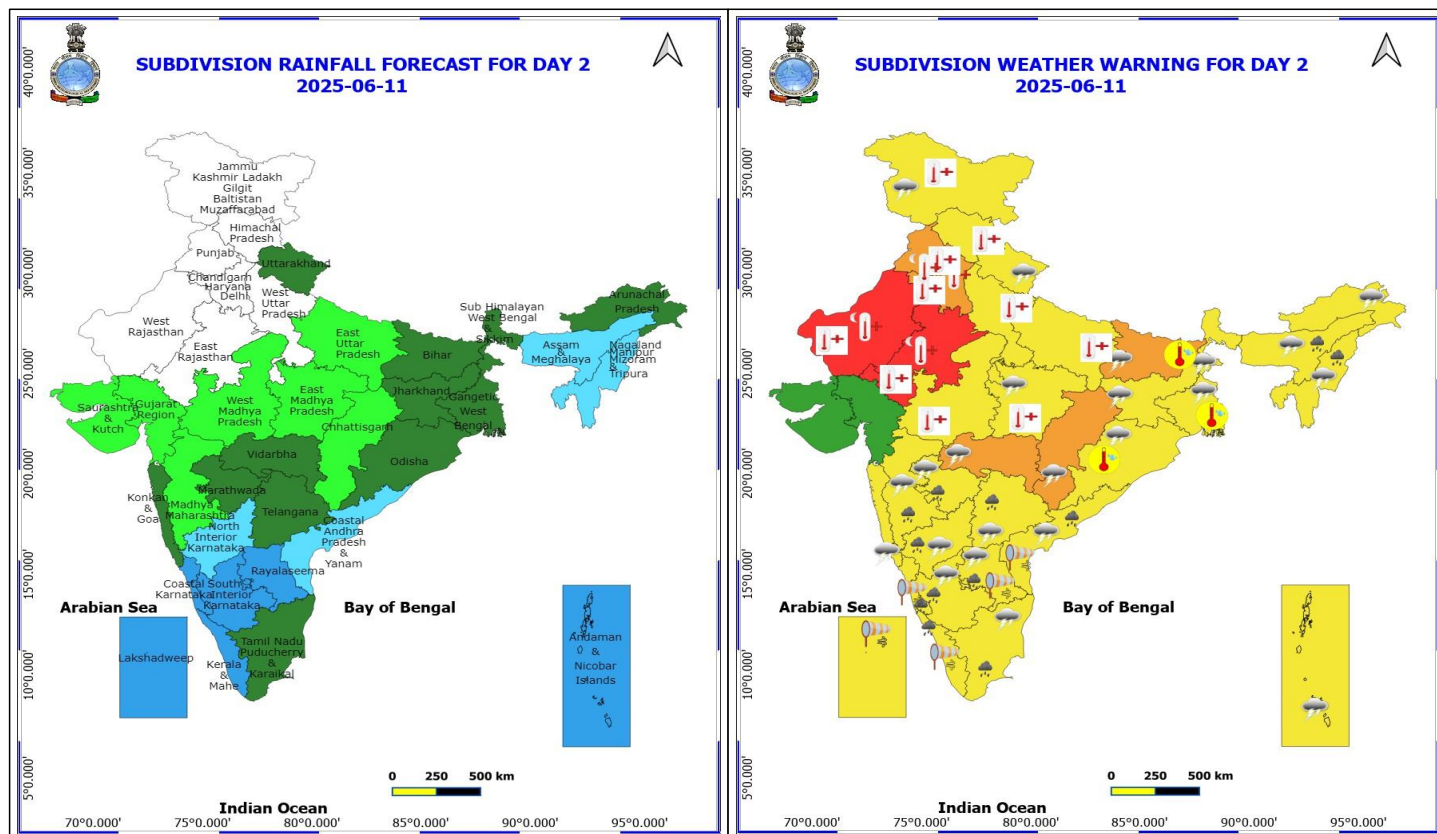 SUBDIVISION RAINFALL FORECAST FOR DAY 2
2025-06-11
40°0.000'
35°0.000'
30°0.000'
25°0.000'
20°0.000'
15°0.000'
10°0.000'
5°0.000'
Jammu
Kashmir Ladakh
Gilgit
Baltistan
Muzaffarabad
Himachal
Pradesh
Punjab
Uttarakhand
Chandigarh
Haryana
Delhi
West
Uttar
Pradesh
West
Rajasthan
East
Rajasthan
East
Uttar
Pradesh
Sub Himalayan
West Bengal
&
Sikkim
Arunachal
Pradesh
Assam
&
Meghalaya
Nagaland
Manipur
Mizoram
&
Tripura
Bihar
Jharkhand
Gangetic
West
Bengal
Saurashtra
&
Kutch
Gujarat
Region
West
Madhya
Pradesh
East
Madhya
Pradesh
Chhattisgarh
Vidarbha
Odisha
Konkan
&
Goa
Marathwada
Madhya
Maharashtra
Telangana
North
Interior
Karnataka
Coastal
Andhra
Pradesh
&
Yanam
Rayalaseema
Coastal
Karnataka
South
Interior
Karnataka
Arabian Sea
Bay of Bengal
Lakshadweep
Kerala
&
Mahe
Tamil Nadu
Puducherry
&
Karaikal
Andaman
&
Nicobar
Islands
0 250 500 km
Indian Ocean
70°0.000' 75°0.000' 80°0.000' 85°0.000' 90°0.000' 95°0.000'
SUBDIVISION WEATHER WARNING FOR DAY 2
2025-06-11
40°0.000'
35°0.000'
30°0.000'
25°0.000'
20°0.000'
15°0.000'
10°0.000'
5°0.000'
Arabian Sea
Bay of Bengal
0 250 500 km
Indian Ocean
70°0.000' 75°0.000' 80°0.000' 85°0.000' 90°0.000' 95°0.000'